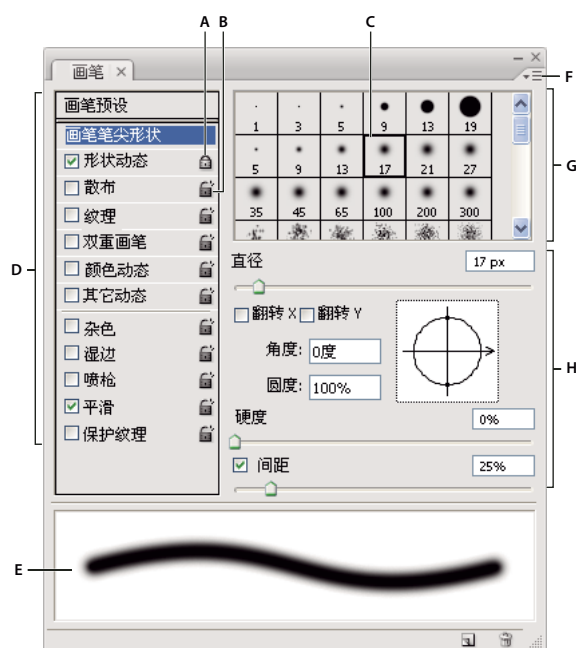 A B C
画笔 ×
F
画笔预设
画笔笔尖形状
形状动态
散布
纹理
双重画笔
颜色动态
其它动态
杂色
湿边
喷枪
平滑
保护纹理
D
1 3 5 9 13 19
5 9 13 17 21 27
35 45 65 100 200 300
G
直径 17 px
翻转 X 翻转 Y
角度: 0度
圆度: 100%
硬度 0%
间距 25%
H
E